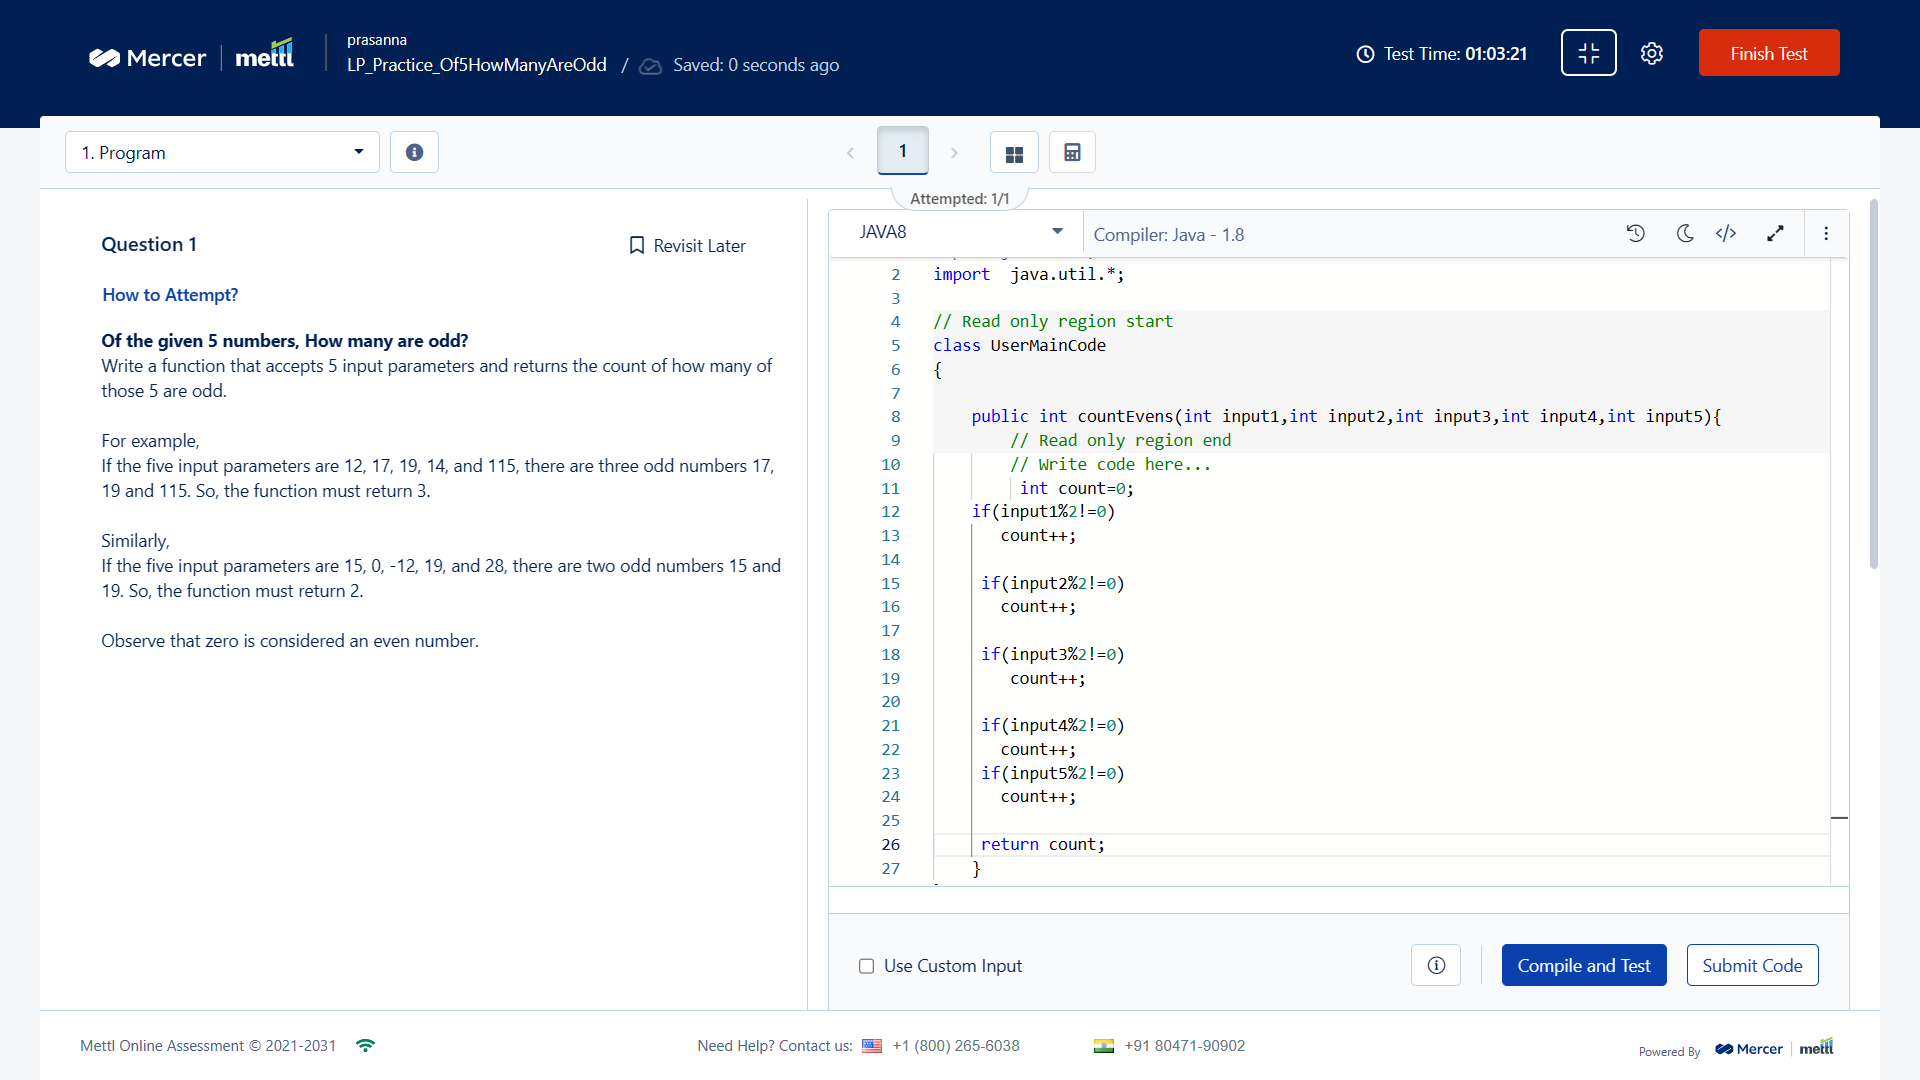 Mercer
mettl
prasanna
LP_Practice_Of5HowManyAreOdd / Saved: 0 seconds ago
Test Time: 01:03:21
Finish Test
1. Program
1
Attempted: 1/1
Question 1
Revisit Later
How to Attempt?
Of the given 5 numbers, How many are odd?
Write a function that accepts 5 input parameters and returns the count of how many of
those 5 are odd.
For example,
If the five input parameters are 12, 17, 19, 14, and 115, there are three odd numbers 17,
19 and 115. So, the function must return 3.
Similarly,
If the five input parameters are 15, 0, -12, 19, and 28, there are two odd numbers 15 and
19. So, the function must return 2.
Observe that zero is considered an even number.
JAVA8
Compiler: Java - 1.8
2 import  java.util.*;
3
4 // Read only region start
5 class UserMainCode
6 {
7
8     public int countEvens(int input1,int input2,int input3,int input4,int input5){
9         // Read only region end
10         // Write code here...
11          int count=0;
12     if(input1%2!=0)
13        count++;
14
15      if(input2%2!=0)
16        count++;
17
18      if(input3%2!=0)
19         count++;
20
21      if(input4%2!=0)
22        count++;
23      if(input5%2!=0)
24        count++;
25
26      return count;
27     }
Use Custom Input
Compile and Test
Submit Code
Mettl Online Assessment © 2021-2031
Need Help? Contact us: +1 (800) 265-6038
+91 80471-90902
Powered By Mercer mettl